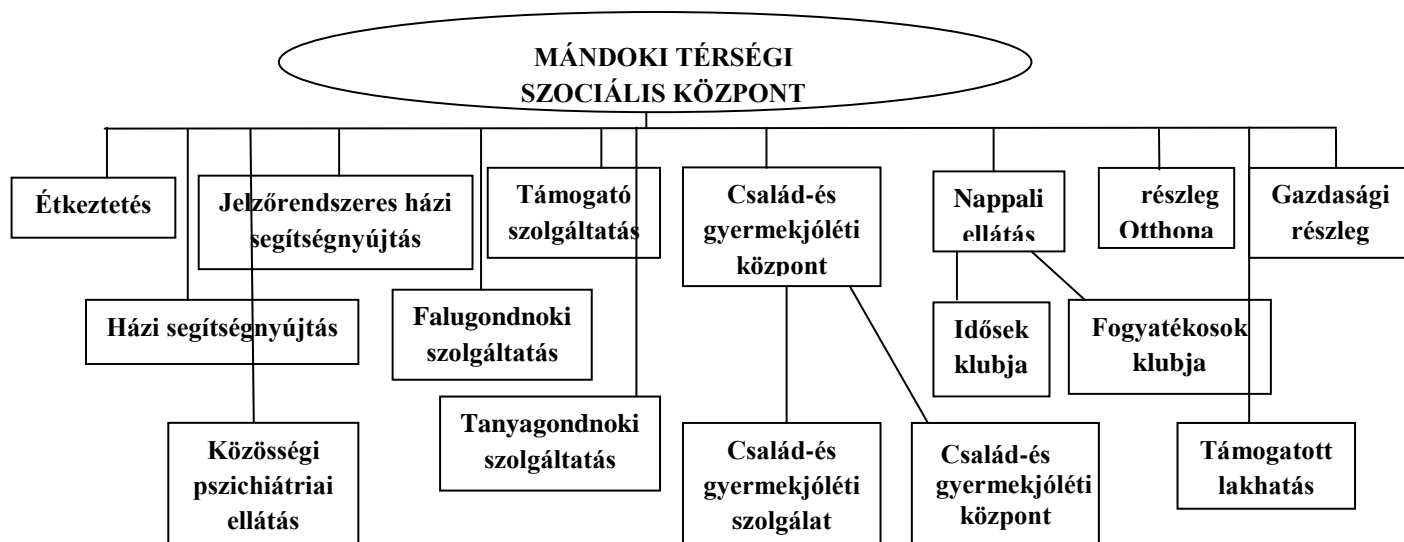 MÁNDOKI TÉRSÉGI
SZOCIÁLIS KÖZPONT
Étkeztetés
Jelzőrendszeres házi
segítségnyújtás
Támogató
szolgáltatás
Család-és
gyermekjóléti
központ
Nappali
ellátás
részleg
Otthona
Gazdasági
részleg
Házi segítségnyújtás
Falugondnoki
szolgáltatás
Idősek
klubja
Fogyatékosok
klubja
Közösségi
pszichiátriai
ellátás
Tanyagondnoki
szolgáltatás
Család-és
gyermekjóléti
szolgálat
Család-és
gyermekjóléti
központ
Támogatott
lakhatás